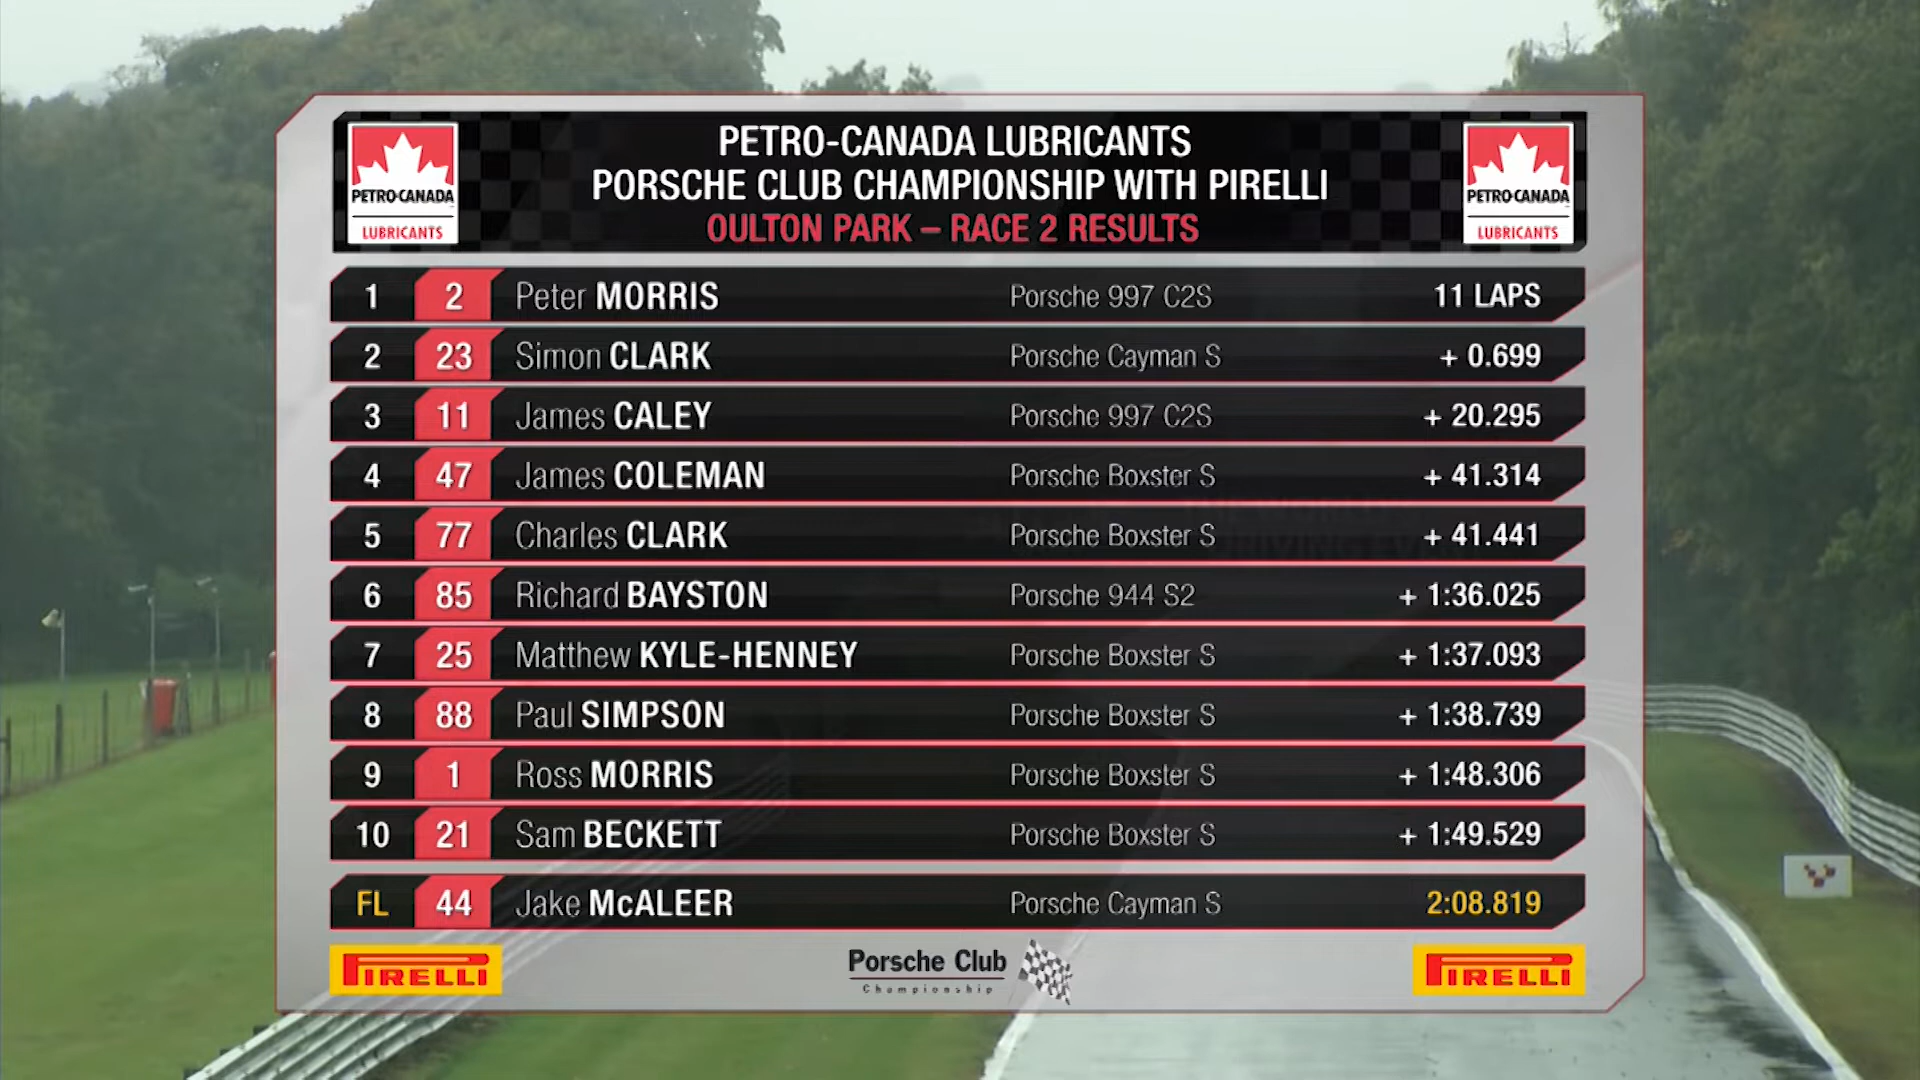 PETRO-CANADA LUBRICANTS
PORSCHE CLUB CHAMPIONSHIP WITH PIRELLI
OULTON PARK – RACE 2 RESULTS
PETRO-CANADA
LUBRICANTS
PETRO-CANADA
LUBRICANTS
1 2 Peter MORRIS Porsche 997 C2S 11 LAPS
2 23 Simon CLARK Porsche Cayman S + 0.699
3 11 James CALEY Porsche 997 C2S + 20.295
4 47 James COLEMAN Porsche Boxster S + 41.314
5 77 Charles CLARK Porsche Boxster S + 41.441
6 85 Richard BAYSTON Porsche 944 S2 + 1:36.025
7 25 Matthew KYLE-HENNEY Porsche Boxster S + 1:37.093
8 88 Paul SIMPSON Porsche Boxster S + 1:38.739
9 1 Ross MORRIS Porsche Boxster S + 1:48.306
10 21 Sam BECKETT Porsche Boxster S + 1:49.529
FL 44 Jake McALEER Porsche Cayman S 2:08.819
PIRELLI
Porsche Club
Championship
PIRELLI